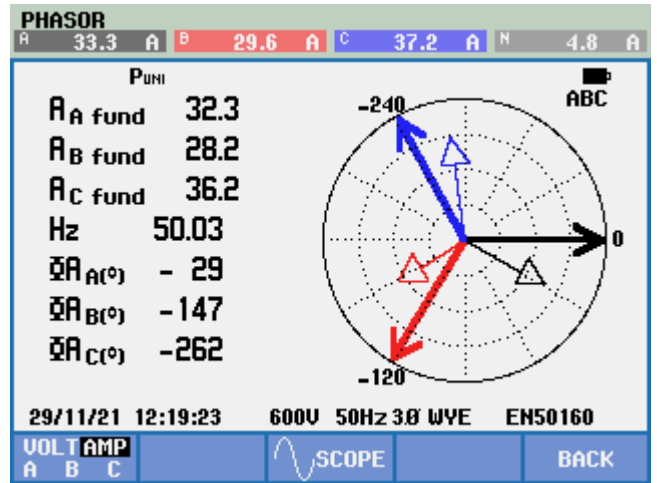 PHASOR
A 33.3 A B 29.6 A C 37.2 A N 4.8 A
PUNI
ABC
AA fund 32.3
AB fund 28.2
AC fund 36.2
Hz 50.03
ΦAA(°) - 29
ΦAB(°) -147
ΦAC(°) -262
-240
0
-120
29/11/21 12:19:23 600V 50Hz 3Ø WYE EN50160
VOLT AMP
A B C
SCOPE
BACK